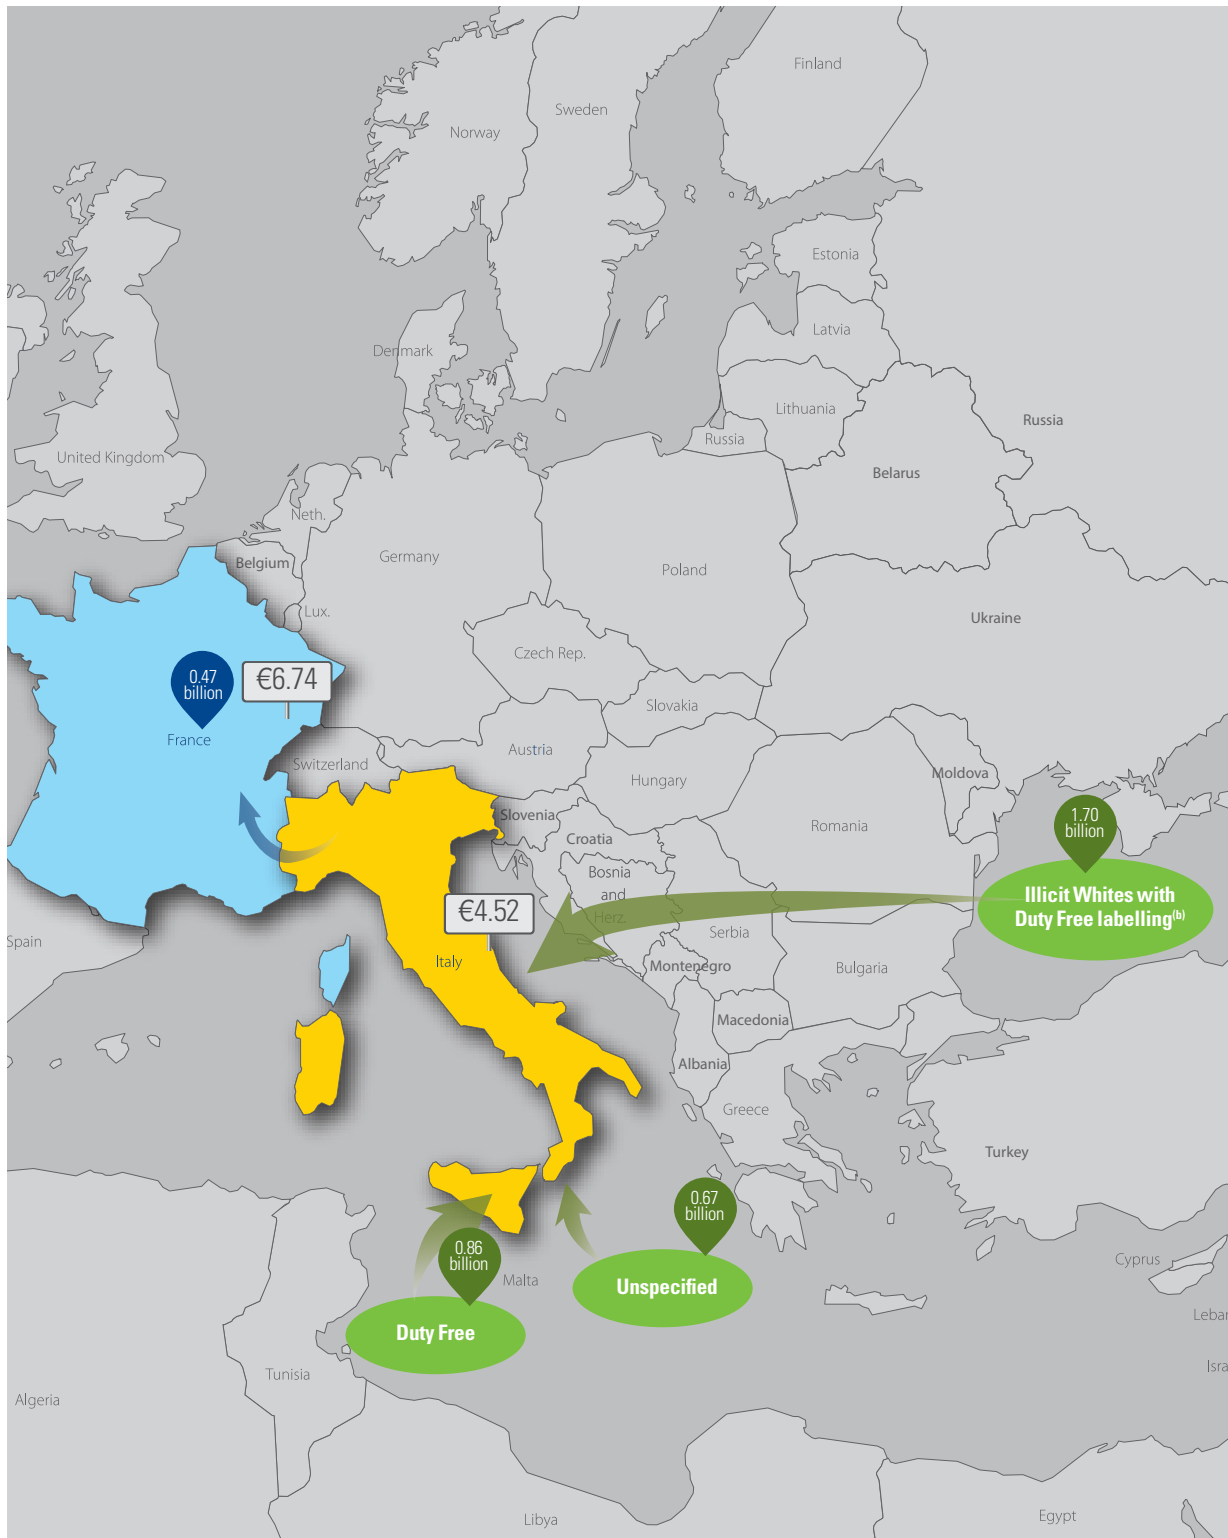 Finland
Sweden
Norway
Estonia
Latvia
Denmark
Lithuania
Russia
Russia
United Kingdom
Belarus
Neth.
Germany
Belgium
Poland
Lux.
Ukraine
Czech Rep.
0.47
billion
€6.74
Slovakia
France
Austria
Switzerland
Hungary
Moldova
Slovenia
Romania
1.70
billion
Croatia
Bosnia
and
Herz.
Illicit Whites with
Duty Free labelling(b)
€4.52
Spain
Serbia
Italy
Montenegro
Bulgaria
Macedonia
Albania
Greece
Turkey
0.67
billion
0.86
billion
Malta
Cyprus
Unspecified
Duty Free
Leban
Isra
Tunisia
Algeria
Libya
Egypt